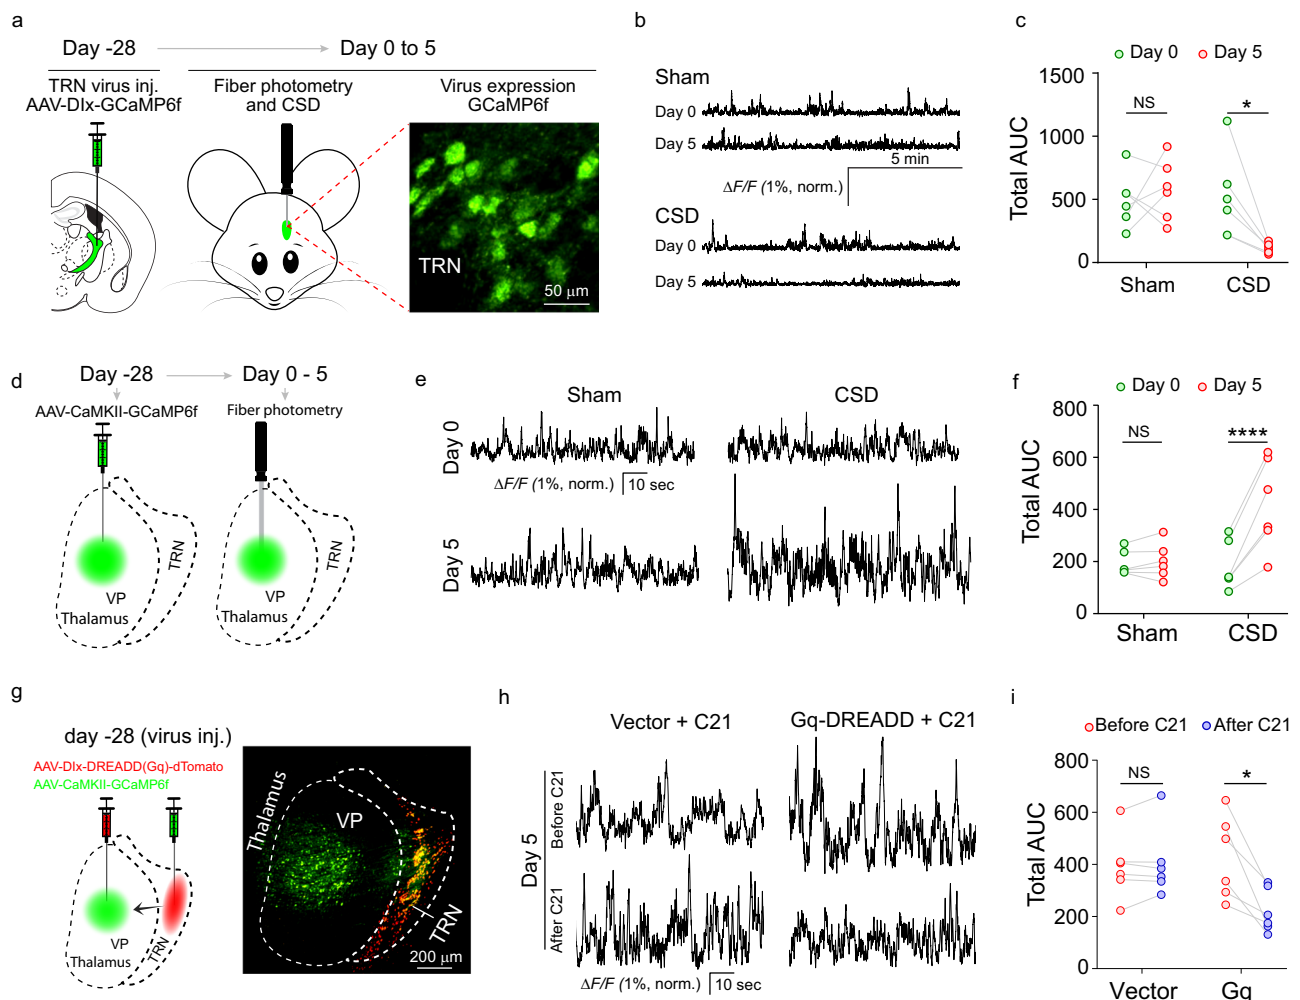 a
Day -28
Day 0 to 5
TRN virus inj.
AAV-Dlx-GCaMP6f
Fiber photometry
and CSD
Virus expression
GCaMP6f
TRN
50 μm
b
Sham
Day 0
Day 5
5 min
ΔF/F (1%, norm.)
CSD
Day 0
Day 5
c
Day 0
Day 5
Total AUC
1500
1000
500
0
NS
*
Sham
CSD
d
Day -28
Day 0 - 5
AAV-CaMKII-GCaMP6f
Fiber photometry
TRN
VP
Thalamus
TRN
VP
Thalamus
e
Sham
CSD
Day 0
ΔF/F (1%, norm.)
10 sec
Day 5
f
Day 0
Day 5
Total AUC
800
600
400
200
0
NS
****
Sham
CSD
g
day -28 (virus inj.)
AAV-Dlx-DREADD(Gq)-dTomato
AAV-CaMKII-GCaMP6f
VP
Thalamus
TRN
Thalamus
VP
TRN
200 μm
h
Vector + C21
Gq-DREADD + C21
Day 5
Before C21
After C21
ΔF/F (1%, norm.)
10 sec
i
Before C21
After C21
Total AUC
800
600
400
200
0
NS
*
Vector
Gq